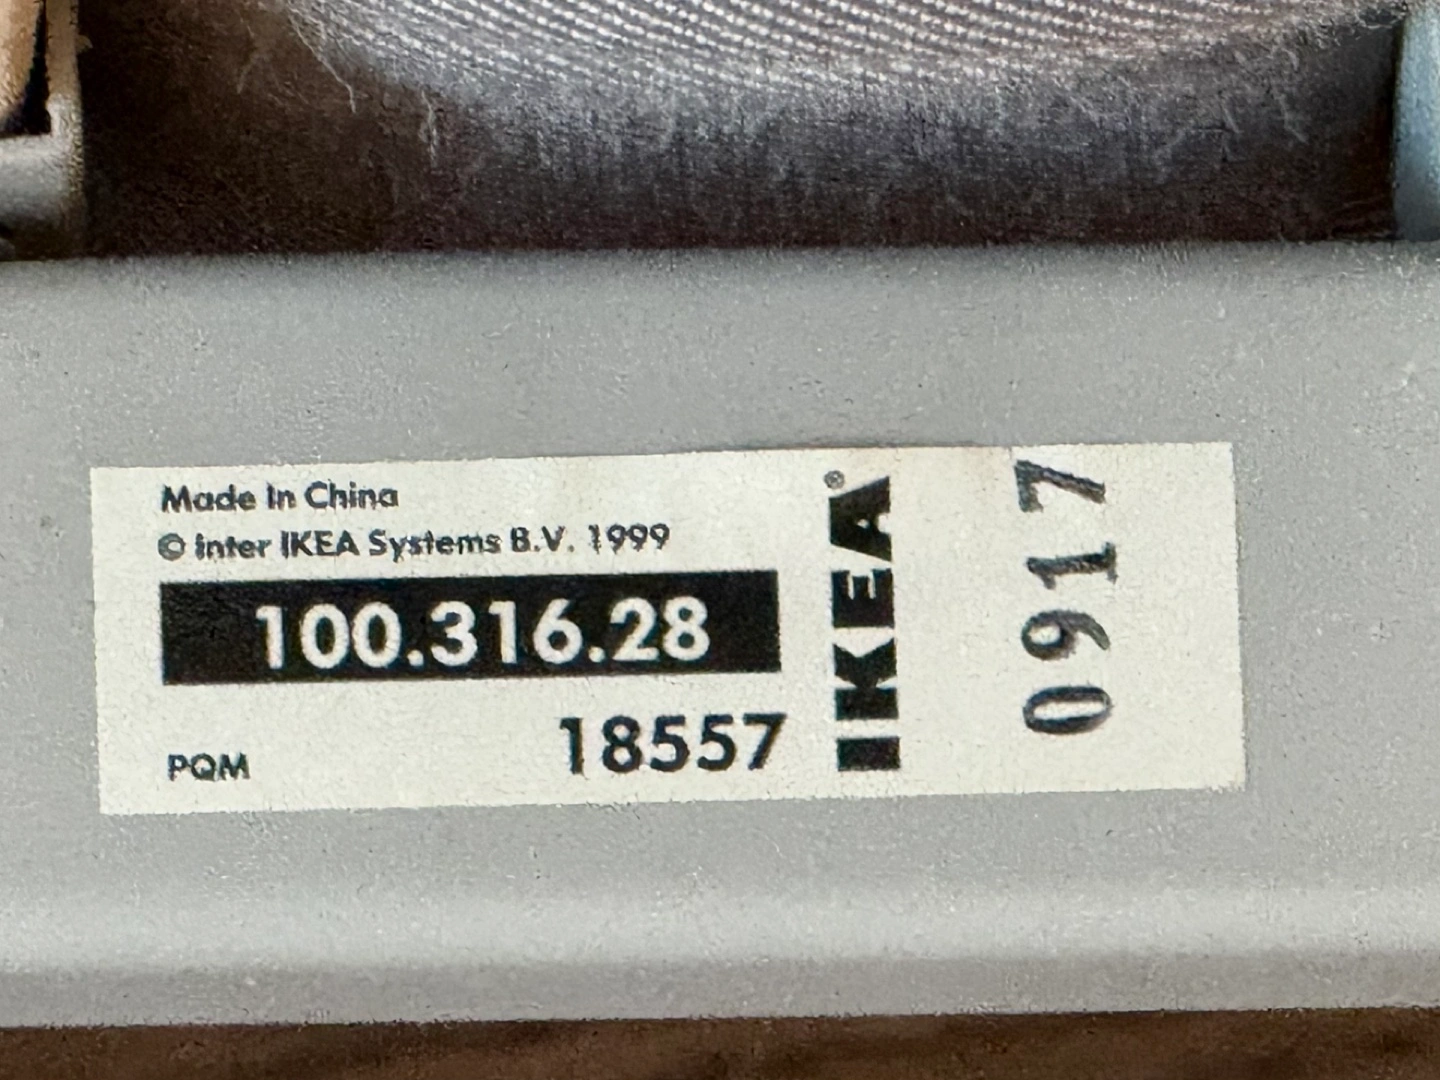 Made In China
© Inter IKEA Systems B.V. 1999
100.316.28
PQM
18557
IKEA®
0917